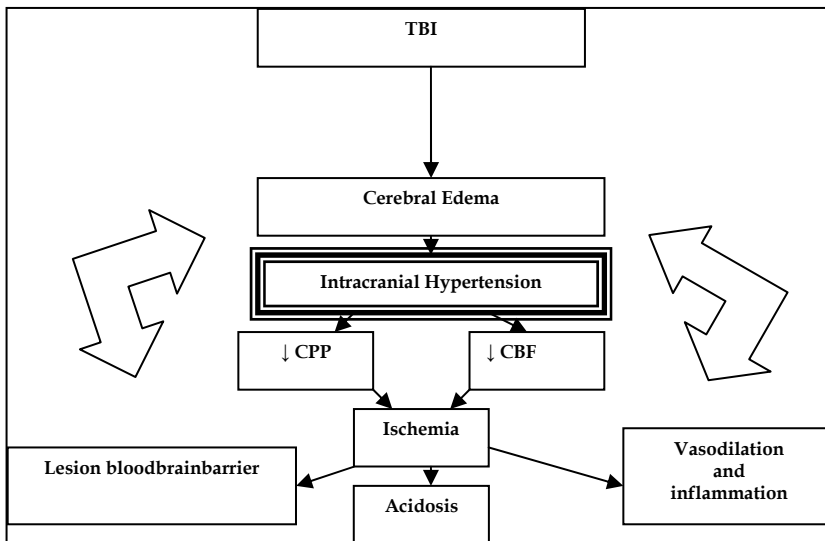 TBI
Cerebral Edema
Intracranial Hypertension
↓ CPP
↓ CBF
Ischemia
Lesion bloodbrainbarrier
Vasodilation
and
inflammation
Acidosis